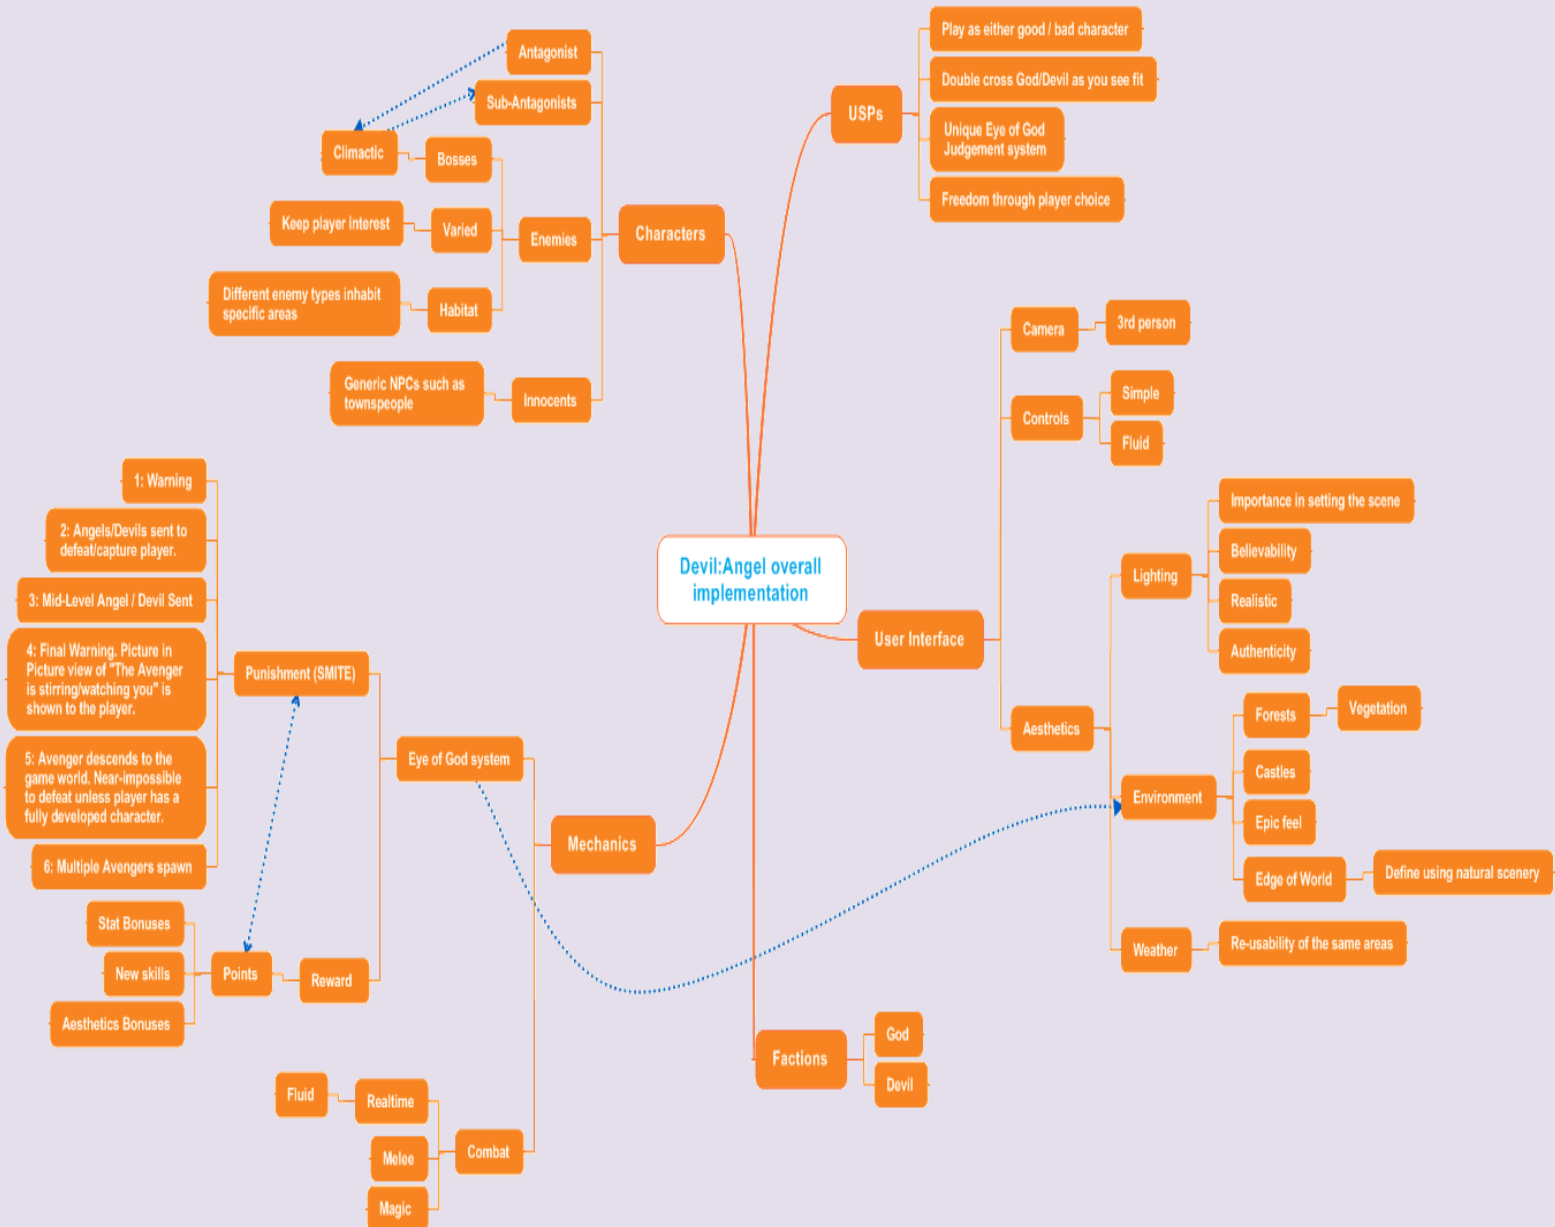 Devil:Angel overall
implementation
USPs
Play as either good / bad character
Double cross God/Devil as you see fit
Unique Eye of God
Judgement system
Freedom through player choice
Characters
Antagonist
Sub-Antagonists
Enemies
Bosses
Climactic
Varied
Keep player interest
Habitat
Different enemy types inhabit
specific areas
Innocents
Generic NPCs such as
townspeople
User Interface
Camera
3rd person
Controls
Simple
Fluid
Aesthetics
Lighting
Importance in setting the scene
Believability
Realistic
Authenticity
Environment
Forests
Vegetation
Castles
Epic feel
Edge of World
Define using natural scenery
Weather
Re-usability of the same areas
Mechanics
Eye of God system
Punishment (SMITE)
1: Warning
2: Angels/Devils sent to
defeat/capture player.
3: Mid-Level Angel / Devil Sent
4: Final Warning. Picture in
Picture view of "The Avenger
is stirring/watching you" is
shown to the player.
5: Avenger descends to the
game world. Near-impossible
to defeat unless player has a
fully developed character.
6: Multiple Avengers spawn
Reward
Points
Stat Bonuses
New skills
Aesthetics Bonuses
Combat
Realtime
Fluid
Melee
Magic
Factions
God
Devil